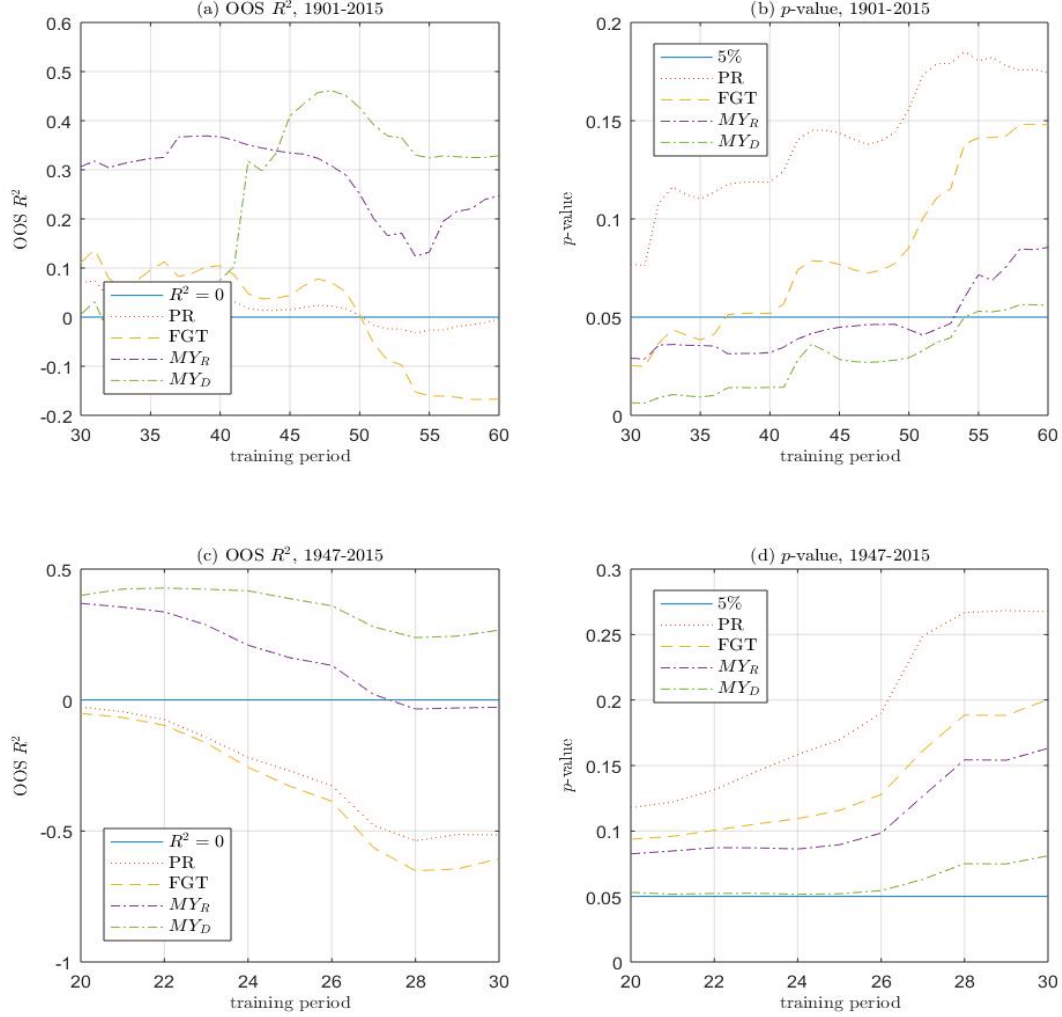 (a) OOS R², 1901-2015
0.6
0.5
0.4
0.3
0.2
0.1
0
-0.1
-0.2
OOS R²
R² = 0
PR
FGT
MY_R
MY_D
30 35 40 45 50 55 60
training period
(b) p-value, 1901-2015
0.2
0.15
0.1
0.05
0
p-value
5%
PR
FGT
MY_R
MY_D
30 35 40 45 50 55 60
training period
(c) OOS R², 1947-2015
0.5
0
-0.5
-1
OOS R²
R² = 0
PR
FGT
MY_R
MY_D
20 22 24 26 28 30
training period
(d) p-value, 1947-2015
0.3
0.25
0.2
0.15
0.1
0.05
0
p-value
5%
PR
FGT
MY_R
MY_D
20 22 24 26 28 30
training period